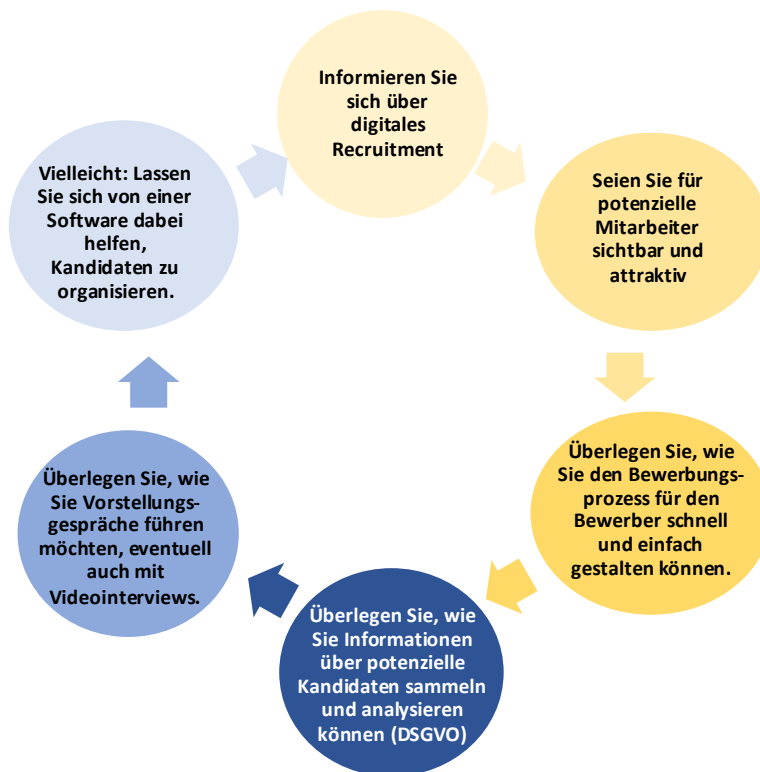 Informieren Sie
sich über
digitales
Recruitment
Seien Sie für
potenzielle
Mitarbeiter
sichtbar und
attraktiv
Überlegen Sie, wie
Sie den Bewerbungs-
prozess für den
Bewerber schnell
und einfach
gestalten können.
Überlegen Sie, wie
Sie Informationen
über potenzielle
Kandidaten sammeln
und analysieren
können (DSGVO)
Überlegen Sie, wie
Sie Vorstellungs-
gespräche führen
möchten, eventuell
auch mit
Videointerviews.
Vielleicht: Lassen
Sie sich von einer
Software dabei
helfen,
Kandidaten zu
organisieren.